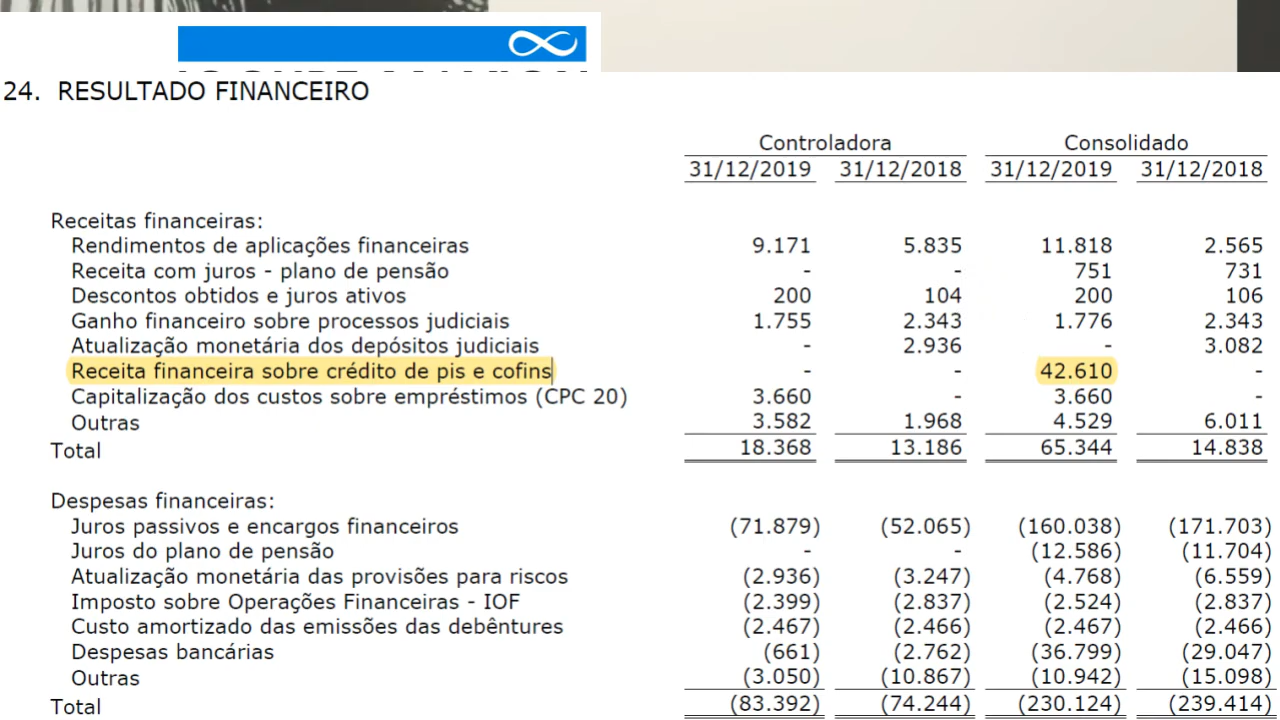 24. RESULTADO FINANCEIRO
Controladora Consolidado
31/12/2019 31/12/2018 31/12/2019 31/12/2018
Receitas financeiras:
Rendimentos de aplicações financeiras 9.171 5.835 11.818 2.565
Receita com juros - plano de pensão - - 751 731
Descontos obtidos e juros ativos 200 104 200 106
Ganho financeiro sobre processos judiciais 1.755 2.343 1.776 2.343
Atualização monetária dos depósitos judiciais - 2.936 - 3.082
Receita financeira sobre crédito de pis e cofins - - 42.610 -
Capitalização dos custos sobre empréstimos (CPC 20) 3.660 - 3.660 -
Outras 3.582 1.968 4.529 6.011
Total 18.368 13.186 65.344 14.838
Despesas financeiras:
Juros passivos e encargos financeiros (71.879) (52.065) (160.038) (171.703)
Juros do plano de pensão - - (12.586) (11.704)
Atualização monetária das provisões para riscos (2.936) (3.247) (4.768) (6.559)
Imposto sobre Operações Financeiras - IOF (2.399) (2.837) (2.524) (2.837)
Custo amortizado das emissões das debêntures (2.467) (2.466) (2.467) (2.466)
Despesas bancárias (661) (2.762) (36.799) (29.047)
Outras (3.050) (10.867) (10.942) (15.098)
Total (83.392) (74.244) (230.124) (239.414)